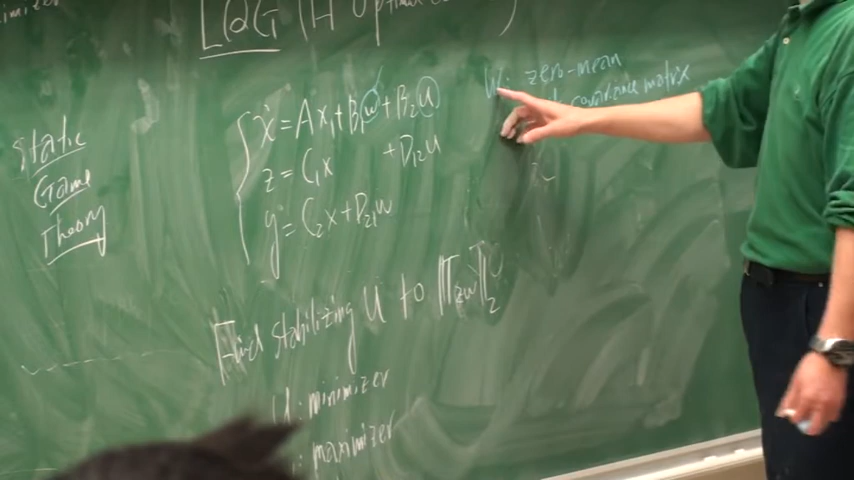 LQG (H Optimal )
Static
Game
Theory
ẋ = Ax + B₁w + B₂u
z = C₁x + D₁₂u
y = C₂x + D₂₁w
w: zero-mean
covariance matrix
Find stabilizing u to ‖T_zw‖₂
u: minimizer
: maximizer